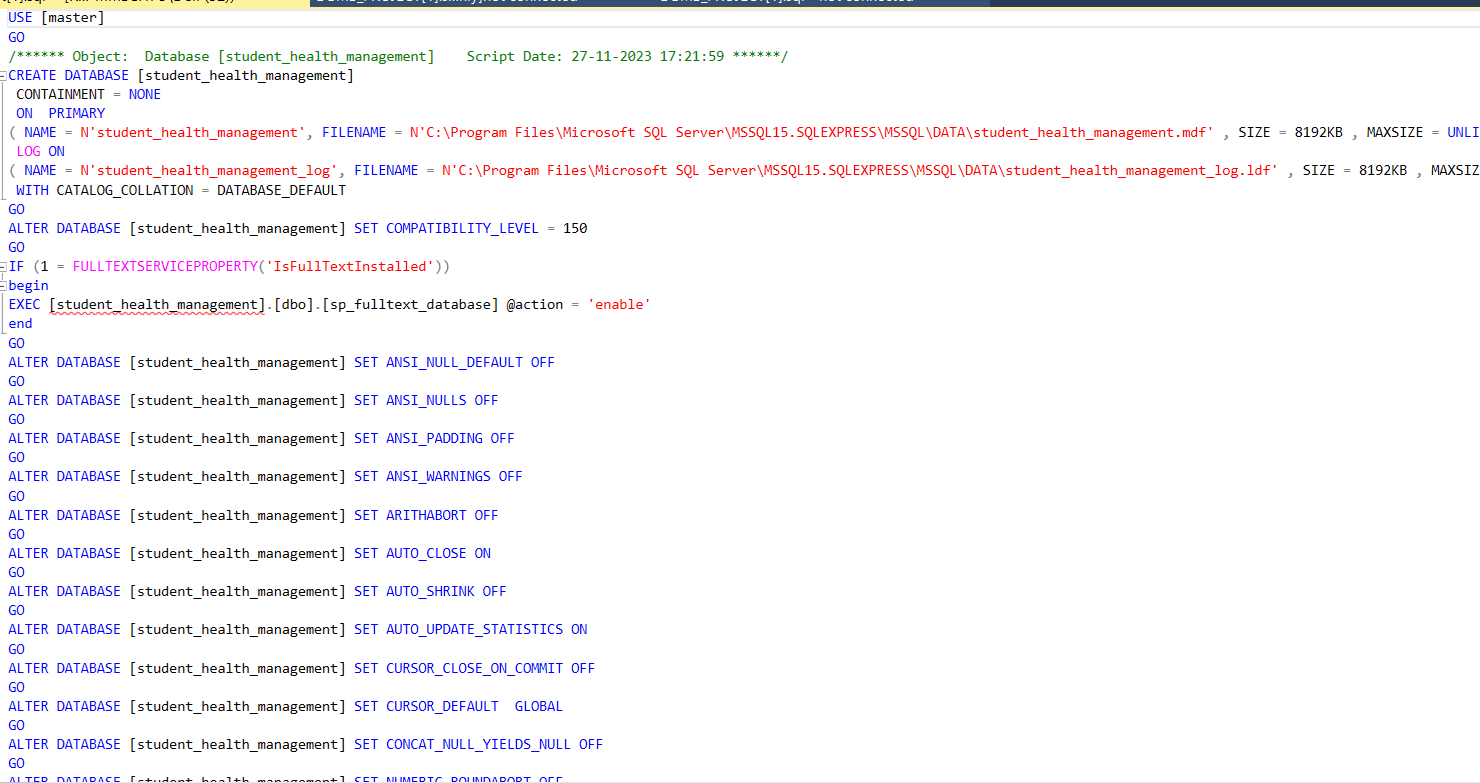 USE [master]
GO
/****** Object:  Database [student_health_management]    Script Date: 27-11-2023 17:21:59 ******/
CREATE DATABASE [student_health_management]
CONTAINMENT = NONE
ON  PRIMARY
( NAME = N'student_health_management', FILENAME = N'C:\Program Files\Microsoft SQL Server\MSSQL15.SQLEXPRESS\MSSQL\DATA\student_health_management.mdf' , SIZE = 8192KB , MAXSIZE = UNLI
LOG ON
( NAME = N'student_health_management_log', FILENAME = N'C:\Program Files\Microsoft SQL Server\MSSQL15.SQLEXPRESS\MSSQL\DATA\student_health_management_log.ldf' , SIZE = 8192KB , MAXSIZ
WITH CATALOG_COLLATION = DATABASE_DEFAULT
GO
ALTER DATABASE [student_health_management] SET COMPATIBILITY_LEVEL = 150
GO
IF (1 = FULLTEXTSERVICEPROPERTY('IsFullTextInstalled'))
begin
EXEC [student_health_management].[dbo].[sp_fulltext_database] @action = 'enable'
end
GO
ALTER DATABASE [student_health_management] SET ANSI_NULL_DEFAULT OFF
GO
ALTER DATABASE [student_health_management] SET ANSI_NULLS OFF
GO
ALTER DATABASE [student_health_management] SET ANSI_PADDING OFF
GO
ALTER DATABASE [student_health_management] SET ANSI_WARNINGS OFF
GO
ALTER DATABASE [student_health_management] SET ARITHABORT OFF
GO
ALTER DATABASE [student_health_management] SET AUTO_CLOSE ON
GO
ALTER DATABASE [student_health_management] SET AUTO_SHRINK OFF
GO
ALTER DATABASE [student_health_management] SET AUTO_UPDATE_STATISTICS ON
GO
ALTER DATABASE [student_health_management] SET CURSOR_CLOSE_ON_COMMIT OFF
GO
ALTER DATABASE [student_health_management] SET CURSOR_DEFAULT  GLOBAL
GO
ALTER DATABASE [student_health_management] SET CONCAT_NULL_YIELDS_NULL OFF
GO
ALTER DATABASE [student_health_management] SET NUMERIC_ROUNDABORT OFF